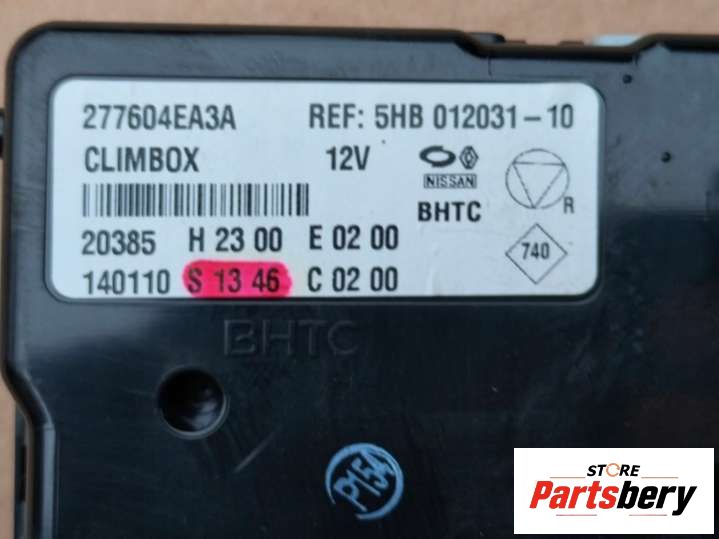 277604EA3A REF: 5HB 012031-10
CLIMBOX 12V
NISSAN
BHTC
R
20385 H 23 00 E 02 00
740
140110 S 13 46 C 02 00
BHTC
P154
STORE
Partsbery